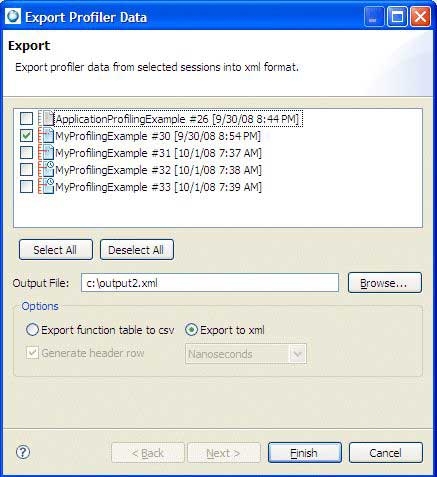 Export Profiler Data
Export
Export profiler data from selected sessions into xml format.
ApplicationProfilingExample #26 [9/30/08 8:44 PM]
MyProfilingExample #30 [9/30/08 8:54 PM]
MyProfilingExample #31 [10/1/08 7:37 AM]
MyProfilingExample #32 [10/1/08 7:38 AM]
MyProfilingExample #33 [10/1/08 7:39 AM]
Select All Deselect All
Output File: c:\output2.xml Browse...
Options
Export function table to csv Export to xml
Generate header row Nanoseconds
? < Back Next > Finish Cancel